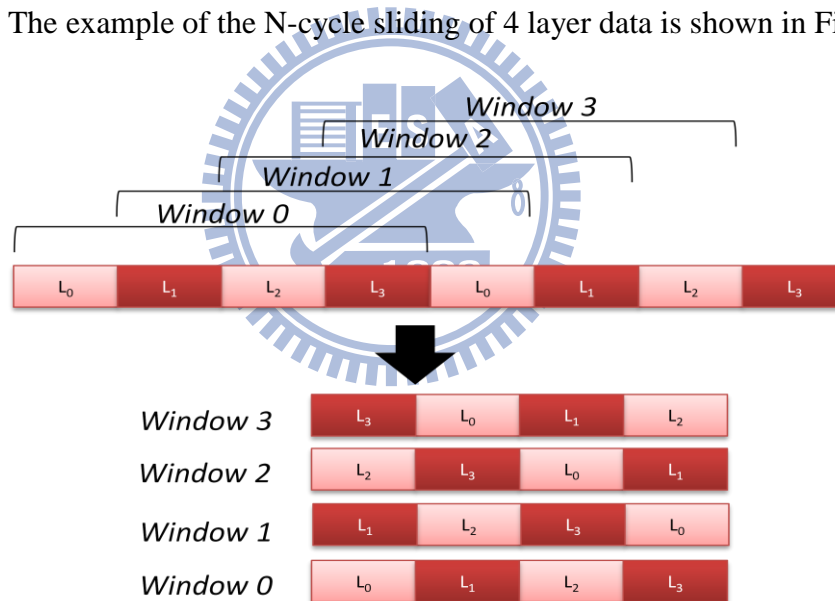 The example of the N-cycle sliding of 4 layer data is shown in Fi
Window 3
Window 2
Window 1
Window 0
L0 L1 L2 L3 L0 L1 L2 L3
Window 3 L3 L0 L1 L2
Window 2 L2 L3 L0 L1
Window 1 L1 L2 L3 L0
Window 0 L0 L1 L2 L3